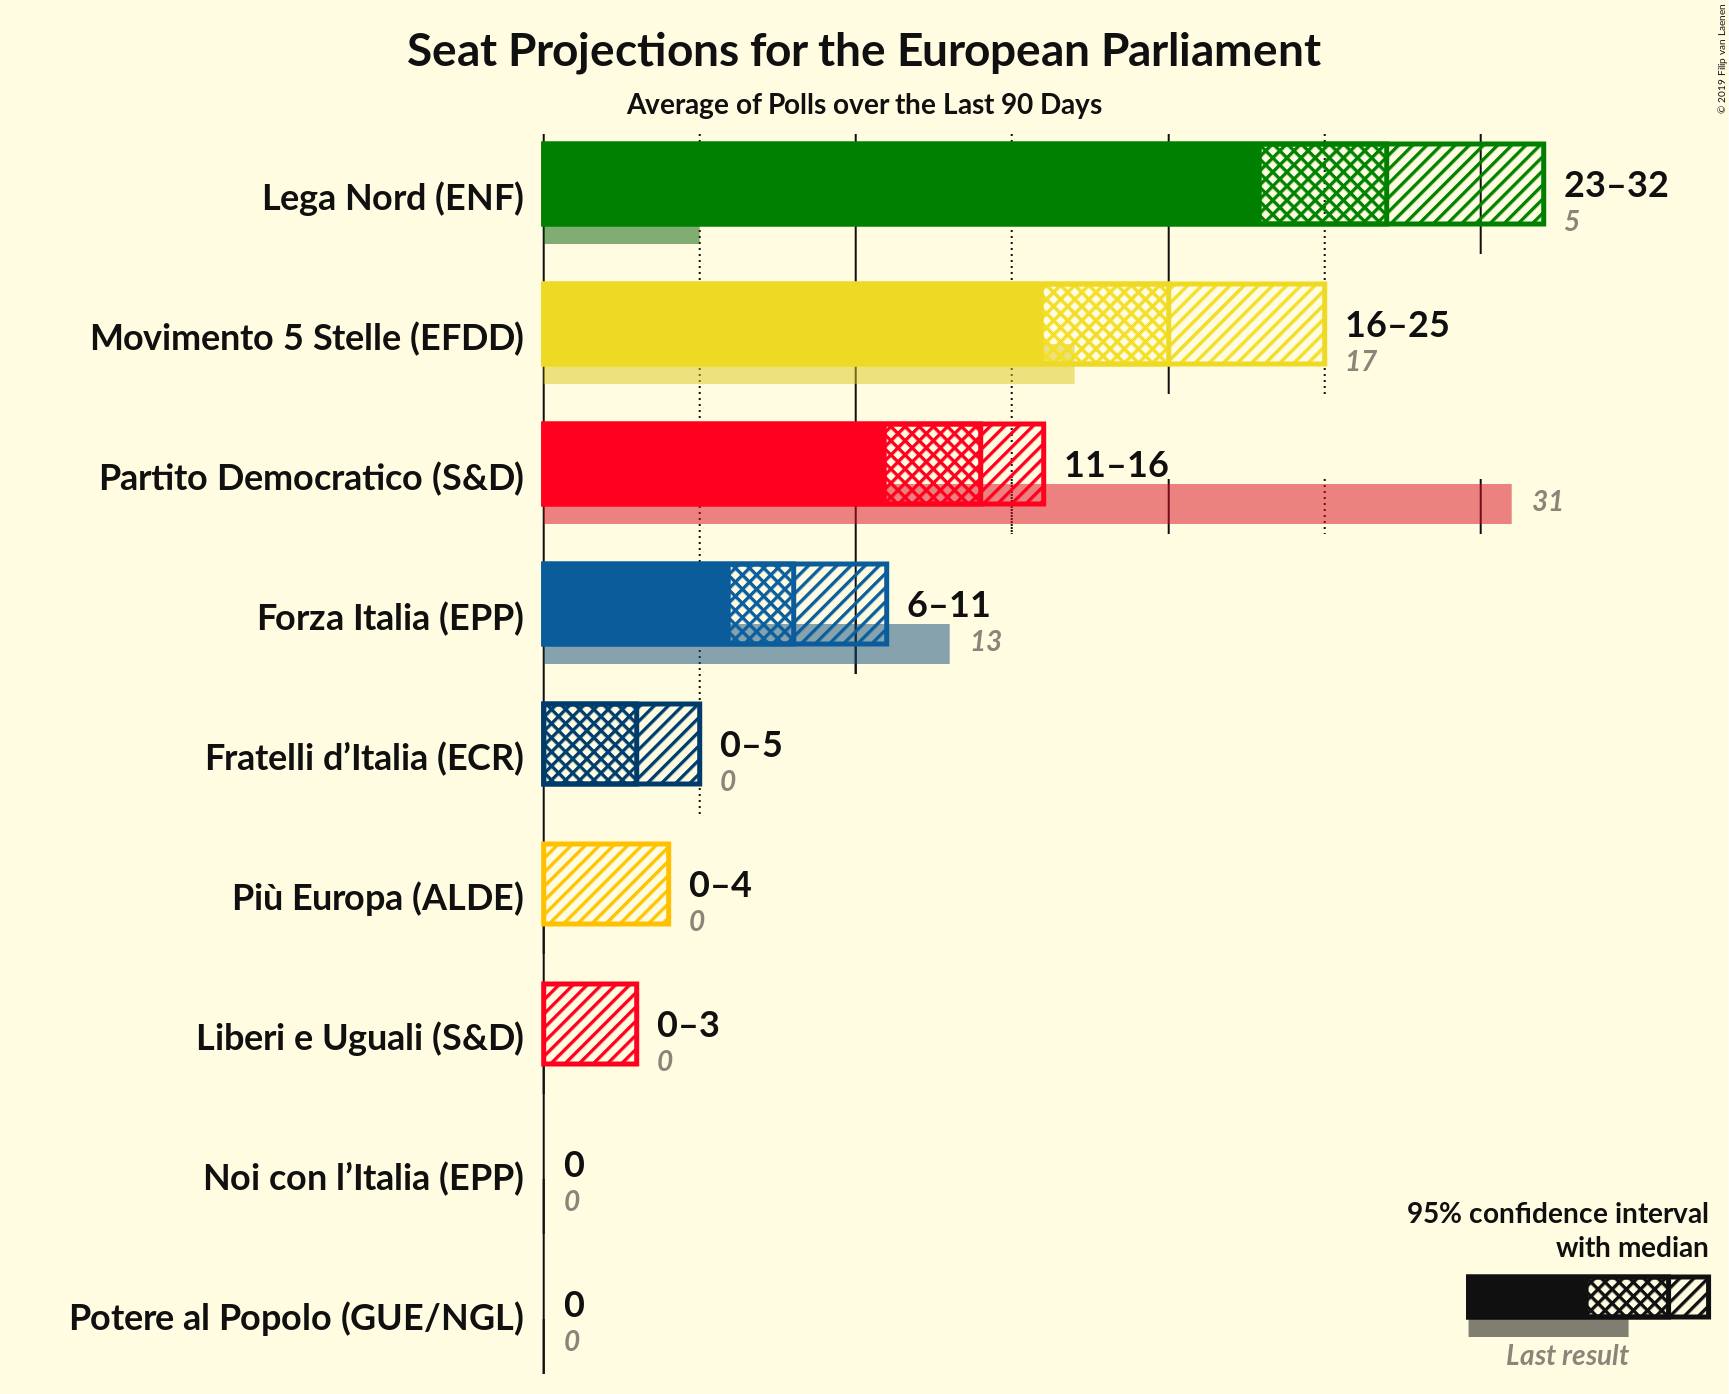 Seat Projections for the European Parliament
Average of Polls over the Last 90 Days
© 2019 Filip van Laenen
Lega Nord (ENF)
23–32
5
Movimento 5 Stelle (EFDD)
16–25
17
Partito Democratico (S&D)
11–16
31
Forza Italia (EPP)
6–11
13
Fratelli d’Italia (ECR)
0–5
0
Più Europa (ALDE)
0–4
0
Liberi e Uguali (S&D)
0–3
0
Noi con l’Italia (EPP)
0
0
Potere al Popolo (GUE/NGL)
0
0
95% confidence interval
with median
Last result